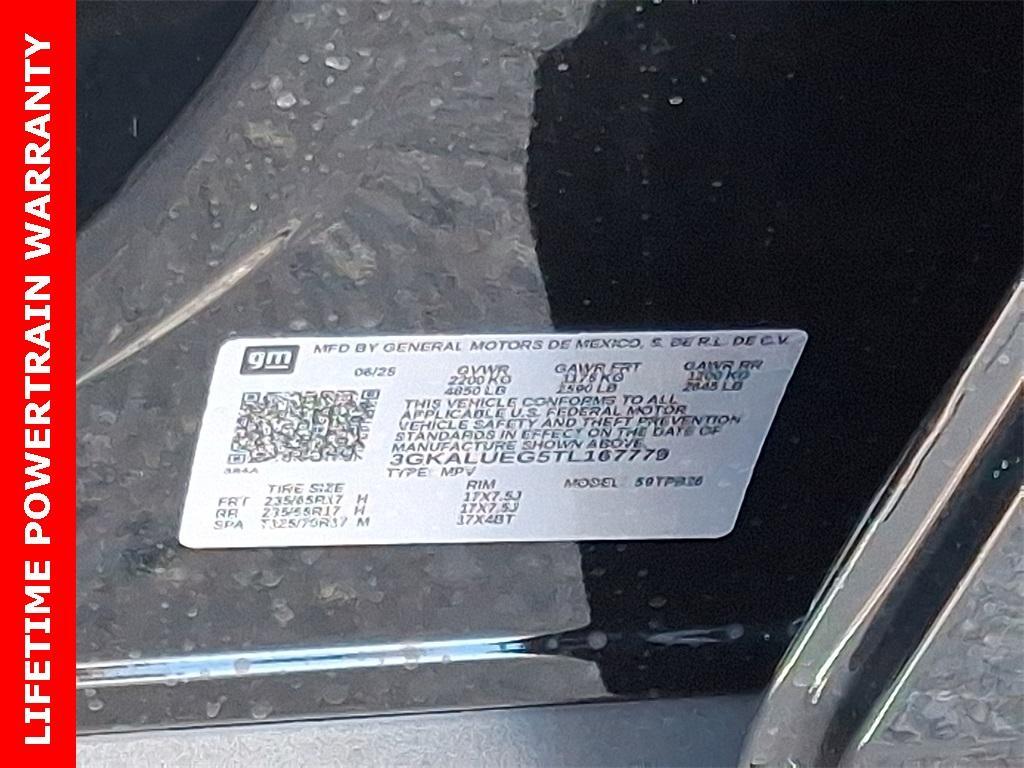 LIFETIME POWERTRAIN WARRANTY
gm
MFD BY GENERAL MOTORS DE MEXICO, S. DE R.L. DE C.V.
06/25 GVWR GAWR FRT GAWR RR
2200 KG 1175 KG 1200 KG
4850 LB 2590 LB 2645 LB
THIS VEHICLE CONFORMS TO ALL
APPLICABLE U.S. FEDERAL MOTOR
VEHICLE SAFETY AND THEFT PREVENTION
STANDARDS IN EFFECT ON THE DATE OF
MANUFACTURE SHOWN ABOVE.
3GKALUEG5TL167779
TYPE: MPV
TIRE SIZE RIM MODEL:
FRT 235/65R17 H 17X7.5J
RR 235/65R17 H 17X7.5J
SPA M